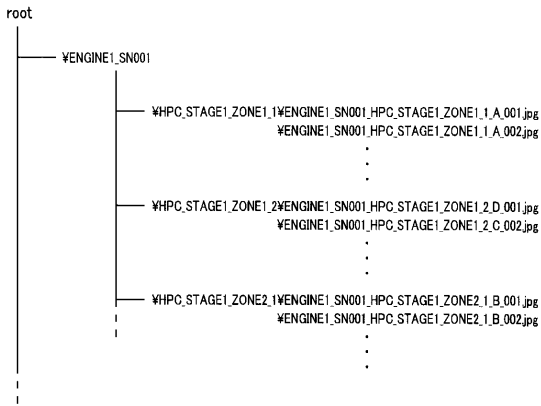 root
¥ENGINE1_SN001
¥HPC_STAGE1_ZONE1_1¥ENGINE1_SN001_HPC_STAGE1_ZONE1_1_A_001.jpg
¥ENGINE1_SN001_HPC_STAGE1_ZONE1_1_A_002.jpg
¥HPC_STAGE1_ZONE1_2¥ENGINE1_SN001_HPC_STAGE1_ZONE1_2_D_001.jpg
¥ENGINE1_SN001_HPC_STAGE1_ZONE1_2_C_002.jpg
¥HPC_STAGE1_ZONE2_1¥ENGINE1_SN001_HPC_STAGE1_ZONE2_1_B_001.jpg
¥ENGINE1_SN001_HPC_STAGE1_ZONE2_1_B_002.jpg